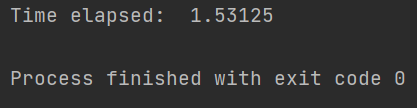 Time elapsed:  1.53125
Process finished with exit code 0